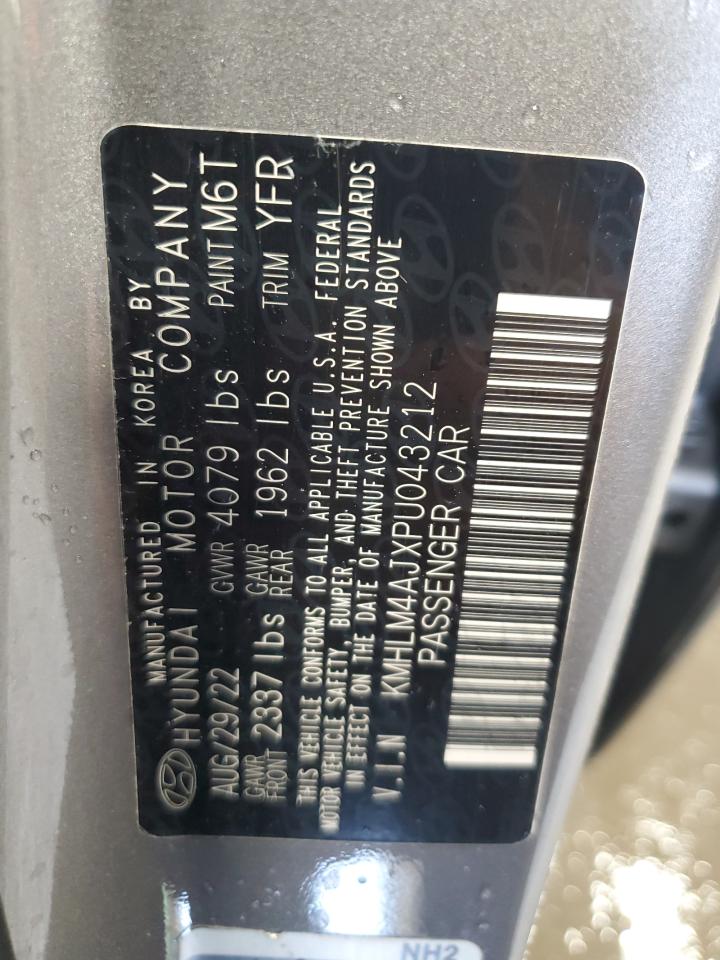 MANUFACTURED IN KOREA BY
HYUNDAI MOTOR COMPANY
AUG/29/22 GVWR 4079 lbs PAINT M6T
GAWR FRONT 2337 lbs GAWR REAR 1962 lbs TRIM YFR
THIS VEHICLE CONFORMS TO ALL APPLICABLE U.S.A. FEDERAL
MOTOR VEHICLE SAFETY, BUMPER, AND THEFT PREVENTION STANDARDS
IN EFFECT ON THE DATE OF MANUFACTURE SHOWN ABOVE
V.I.N KMHLM4AJXPU043212
PASSENGER CAR
NH2